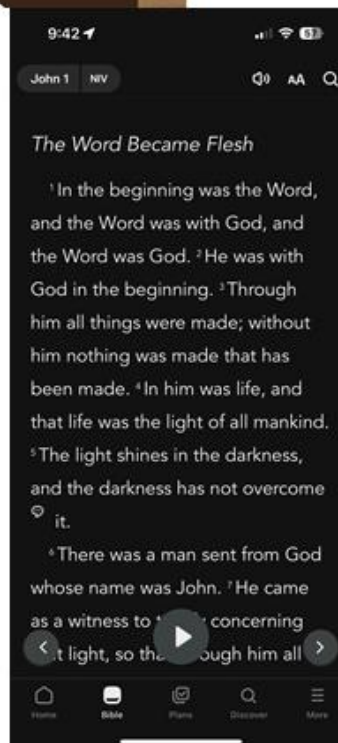 9:42
67
John 1 NIV AA
The Word Became Flesh
1 In the beginning was the Word,
and the Word was with God, and
the Word was God. 2 He was with
God in the beginning. 3 Through
him all things were made; without
him nothing was made that has
been made. 4 In him was life, and
that life was the light of all mankind.
5 The light shines in the darkness,
and the darkness has not overcome
it.
6 There was a man sent from God
whose name was John. 7 He came
as a witness to concerning
light, so all
Home Bible Plans Discover More